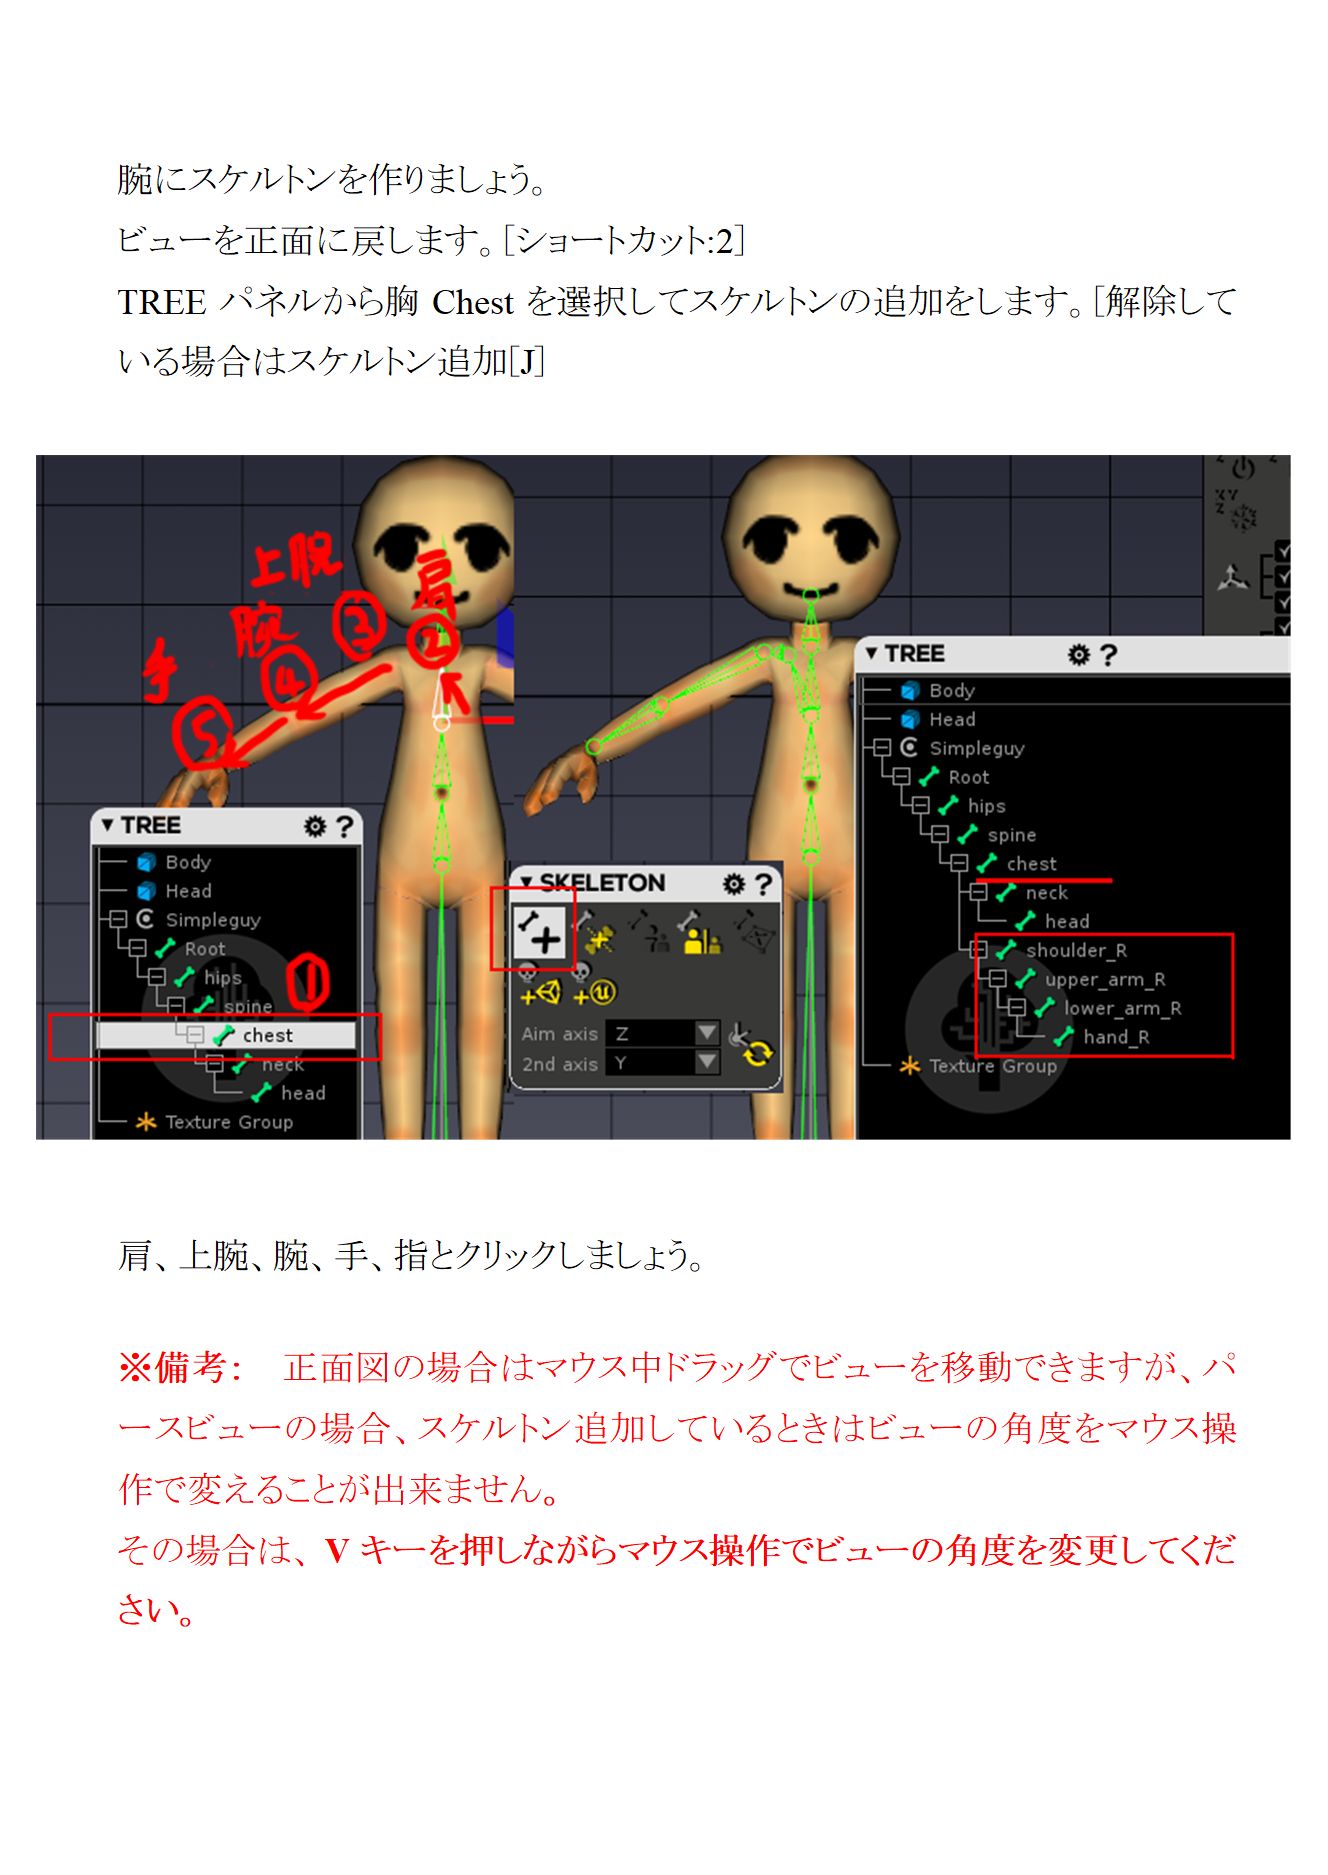 腕にスケルトンを作りましょう。
ビューを正面に戻します。[ショートカット:2]
TREE パネルから胸 Chest を選択してスケルトンの追加をします。[解除して
いる場合はスケルトン追加[J]
上腕
肩
腕
③
②
手
④
⑤
▼TREE
?
Body
Head
Simpleguy
Root
hips
①
spine
chest
neck
head
Texture Group
▼SKELETON
?
Aim axis Z
2nd axis Y
XY
Z
▼TREE
?
Body
Head
Simpleguy
Root
hips
spine
chest
neck
head
shoulder_R
upper_arm_R
lower_arm_R
hand_R
Texture Group
肩、上腕、腕、手、指とクリックしましょう。
※備考： 正面図の場合はマウス中ドラッグでビューを移動できますが、パ
ースビューの場合、スケルトン追加しているときはビューの角度をマウス操
作で変えることが出来ません。
その場合は、V キーを押しながらマウス操作でビューの角度を変更してくだ
さい。